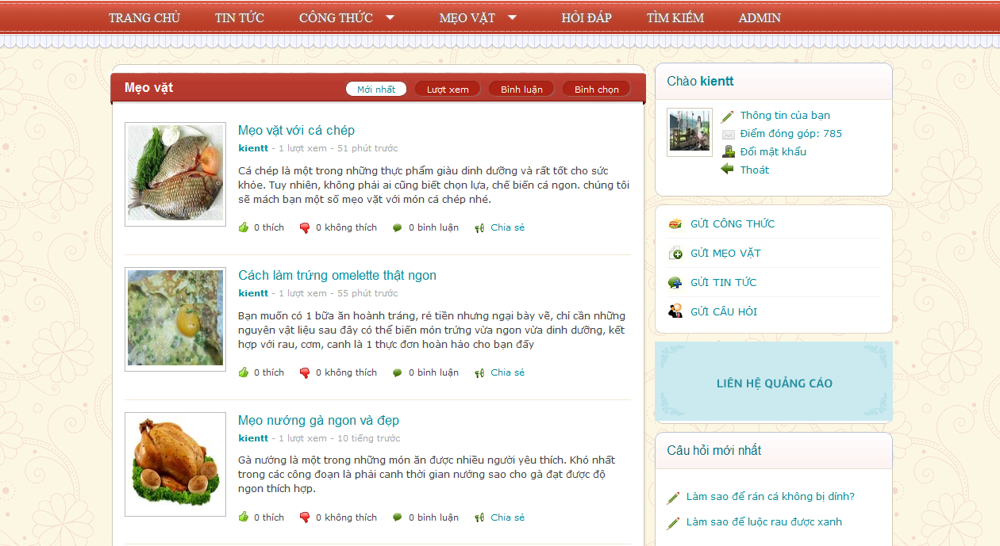 TRANG CHỦ TIN TỨC CÔNG THỨC MẸO VẶT HỎI ĐÁP TÌM KIẾM ADMIN
Mẹo vặt
Mới nhất Lượt xem Bình luận Bình chọn
Mẹo vặt với cá chép
kientt - 1 lượt xem - 51 phút trước
Cá chép là một trong những thực phẩm giàu dinh dưỡng và rất tốt cho sức
khỏe. Tuy nhiên, không phải ai cũng biết chọn lựa, chế biến cá ngon. chúng tôi
sẽ mách bạn một số mẹo vặt với món cá chép nhé.
0 thích 0 không thích 0 bình luận Chia sẻ
Cách làm trứng omelette thật ngon
kientt - 1 lượt xem - 55 phút trước
Bạn muốn có 1 bữa ăn hoành tráng, rẻ tiền nhưng ngại bày vẽ, chỉ cần những
nguyên vật liệu sau đây có thể biến món trứng vừa ngon vừa dinh dưỡng, kết
hợp với rau, cơm, canh là 1 thực đơn hoàn hảo cho bạn đấy
0 thích 0 không thích 0 bình luận Chia sẻ
Mẹo nướng gà ngon và đẹp
kientt - 1 lượt xem - 10 tiếng trước
Gà nướng là một trong những món ăn được nhiều người yêu thích. Khó nhất
trong các công đoạn là phải canh thời gian nướng sao cho gà đạt được độ
ngon thích hợp.
0 thích 0 không thích 0 bình luận Chia sẻ
Chào kientt
Thông tin của bạn
Điểm đóng góp: 785
Đổi mật khẩu
Thoát
GỬI CÔNG THỨC
GỬI MẸO VẶT
GỬI TIN TỨC
GỬI CÂU HỎI
LIÊN HỆ QUẢNG CÁO
Câu hỏi mới nhất
Làm sao để rán cá không bị dính?
Làm sao để luộc rau được xanh